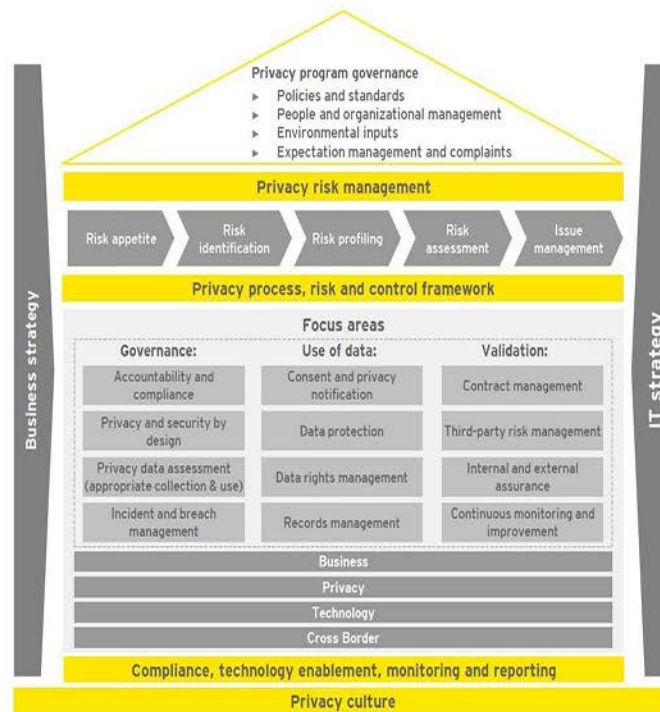 Privacy program governance
► Policies and standards
► People and organizational management
► Environmental inputs
► Expectation management and complaints
Privacy risk management
Risk appetite
Risk
identification
Risk profiling
Risk
assessment
Issue
management
Privacy process, risk and control framework
Business strategy
IT strategy
Focus areas
Governance:
Accountability and
compliance
Privacy and security by
design
Privacy data assessment
(appropriate collection & use)
Incident and breach
management
Use of data:
Consent and privacy
notification
Data protection
Data rights management
Records management
Validation:
Contract management
Third-party risk management
Internal and external
assurance
Continuous monitoring and
improvement
Business
Privacy
Technology
Cross Border
Compliance, technology enablement, monitoring and reporting
Privacy culture